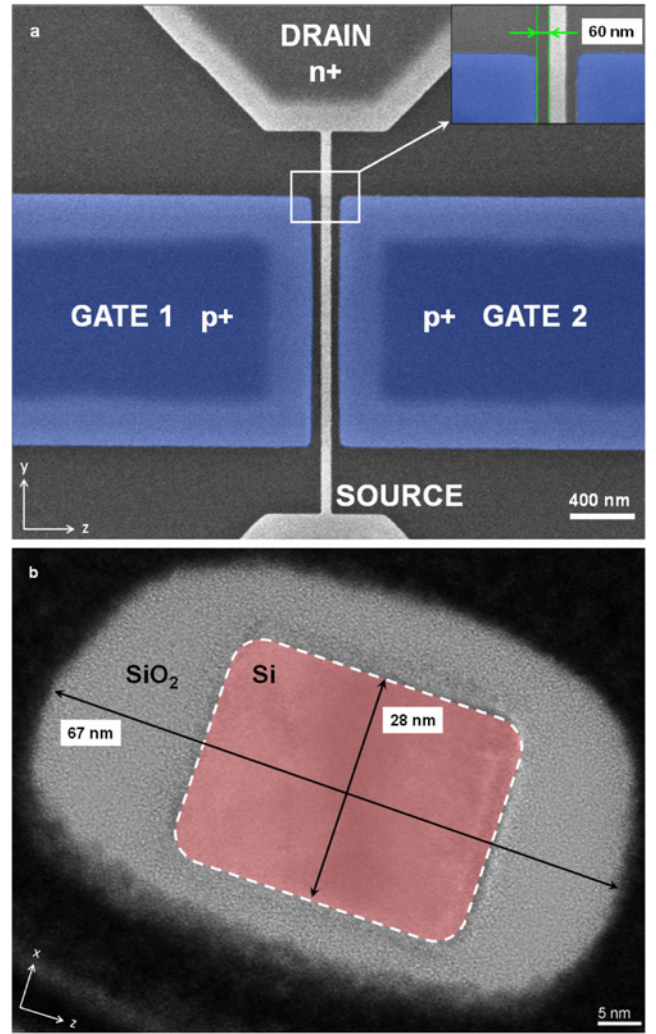 a
DRAIN
n+
60 nm
GATE 1 p+
p+ GATE 2
y
z
SOURCE
400 nm
b
SiO₂
Si
67 nm
28 nm
x
z
5 nm